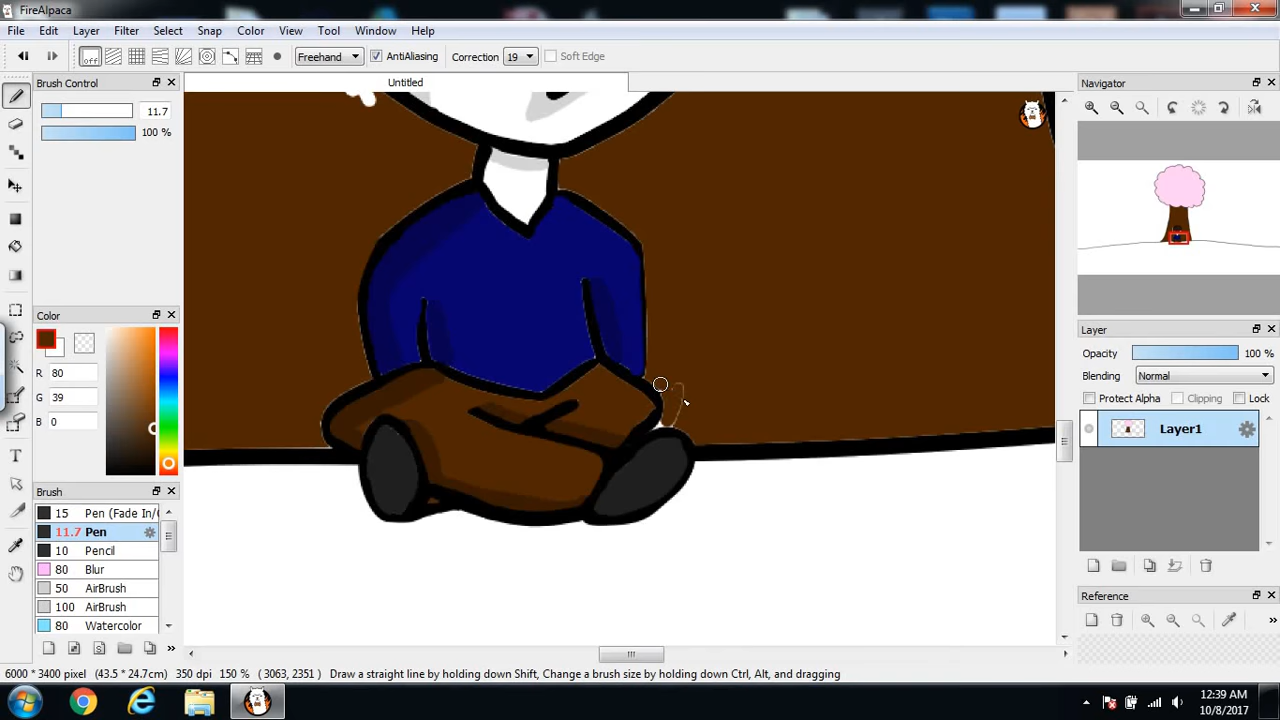 FireAlpaca
File Edit Layer Filter Select Snap Color View Tool Window Help
off Freehand AntiAliasing Correction 19 Soft Edge
Brush Control
11.7
100 %
Untitled
Navigator
Color
R 80
G 39
B 0
Layer
Opacity 100 %
Blending Normal
Protect Alpha Clipping Lock
Layer1
Brush
15 Pen (Fade In/
11.7 Pen
10 Pencil
80 Blur
50 AirBrush
100 AirBrush
80 Watercolor
Reference
6000 * 3400 pixel (43.5 * 24.7cm) 350 dpi 150 % ( 3063, 2351 ) Draw a straight line by holding down Shift, Change a brush size by holding down Ctrl, Alt, and dragging
12:39 AM
10/8/2017